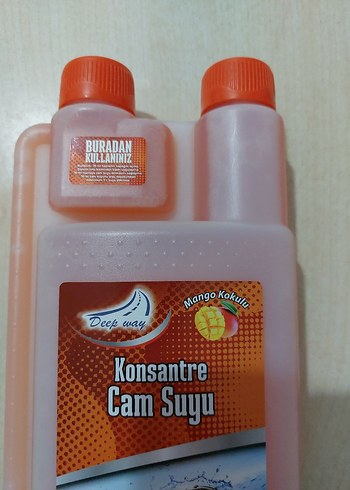 BURADAN
KULLANINIZ
Deep way
Mango Kokulu
Konsantre
Cam Suyu